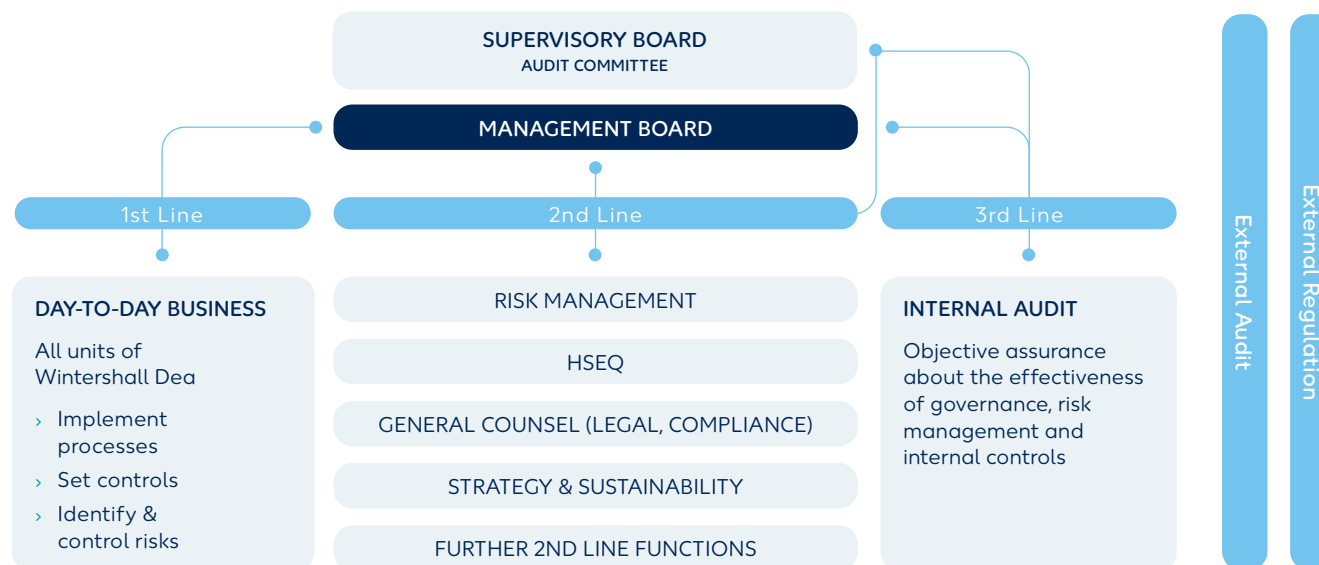 SUPERVISORY BOARD
AUDIT COMMITTEE
MANAGEMENT BOARD
1st Line
2nd Line
3rd Line
DAY-TO-DAY BUSINESS
All units of
Wintershall Dea
› Implement
processes
› Set controls
› Identify &
control risks
RISK MANAGEMENT
HSEQ
GENERAL COUNSEL (LEGAL, COMPLIANCE)
STRATEGY & SUSTAINABILITY
FURTHER 2ND LINE FUNCTIONS
INTERNAL AUDIT
Objective assurance
about the effectiveness
of governance, risk
management and
internal controls
External Audit
External Regulation